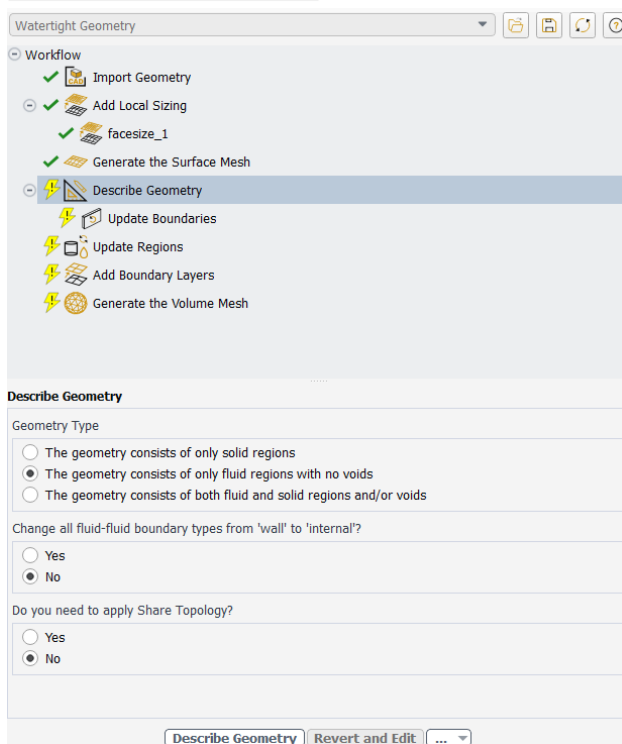 Watertight Geometry
Workflow
CAD
Import Geometry
Add Local Sizing
facesize_1
Generate the Surface Mesh
Describe Geometry
Update Boundaries
Update Regions
Add Boundary Layers
Generate the Volume Mesh
Describe Geometry
Geometry Type
The geometry consists of only solid regions
The geometry consists of only fluid regions with no voids
The geometry consists of both fluid and solid regions and/or voids
Change all fluid-fluid boundary types from 'wall' to 'internal'?
Yes
No
Do you need to apply Share Topology?
Yes
No
Describe Geometry Revert and Edit ...